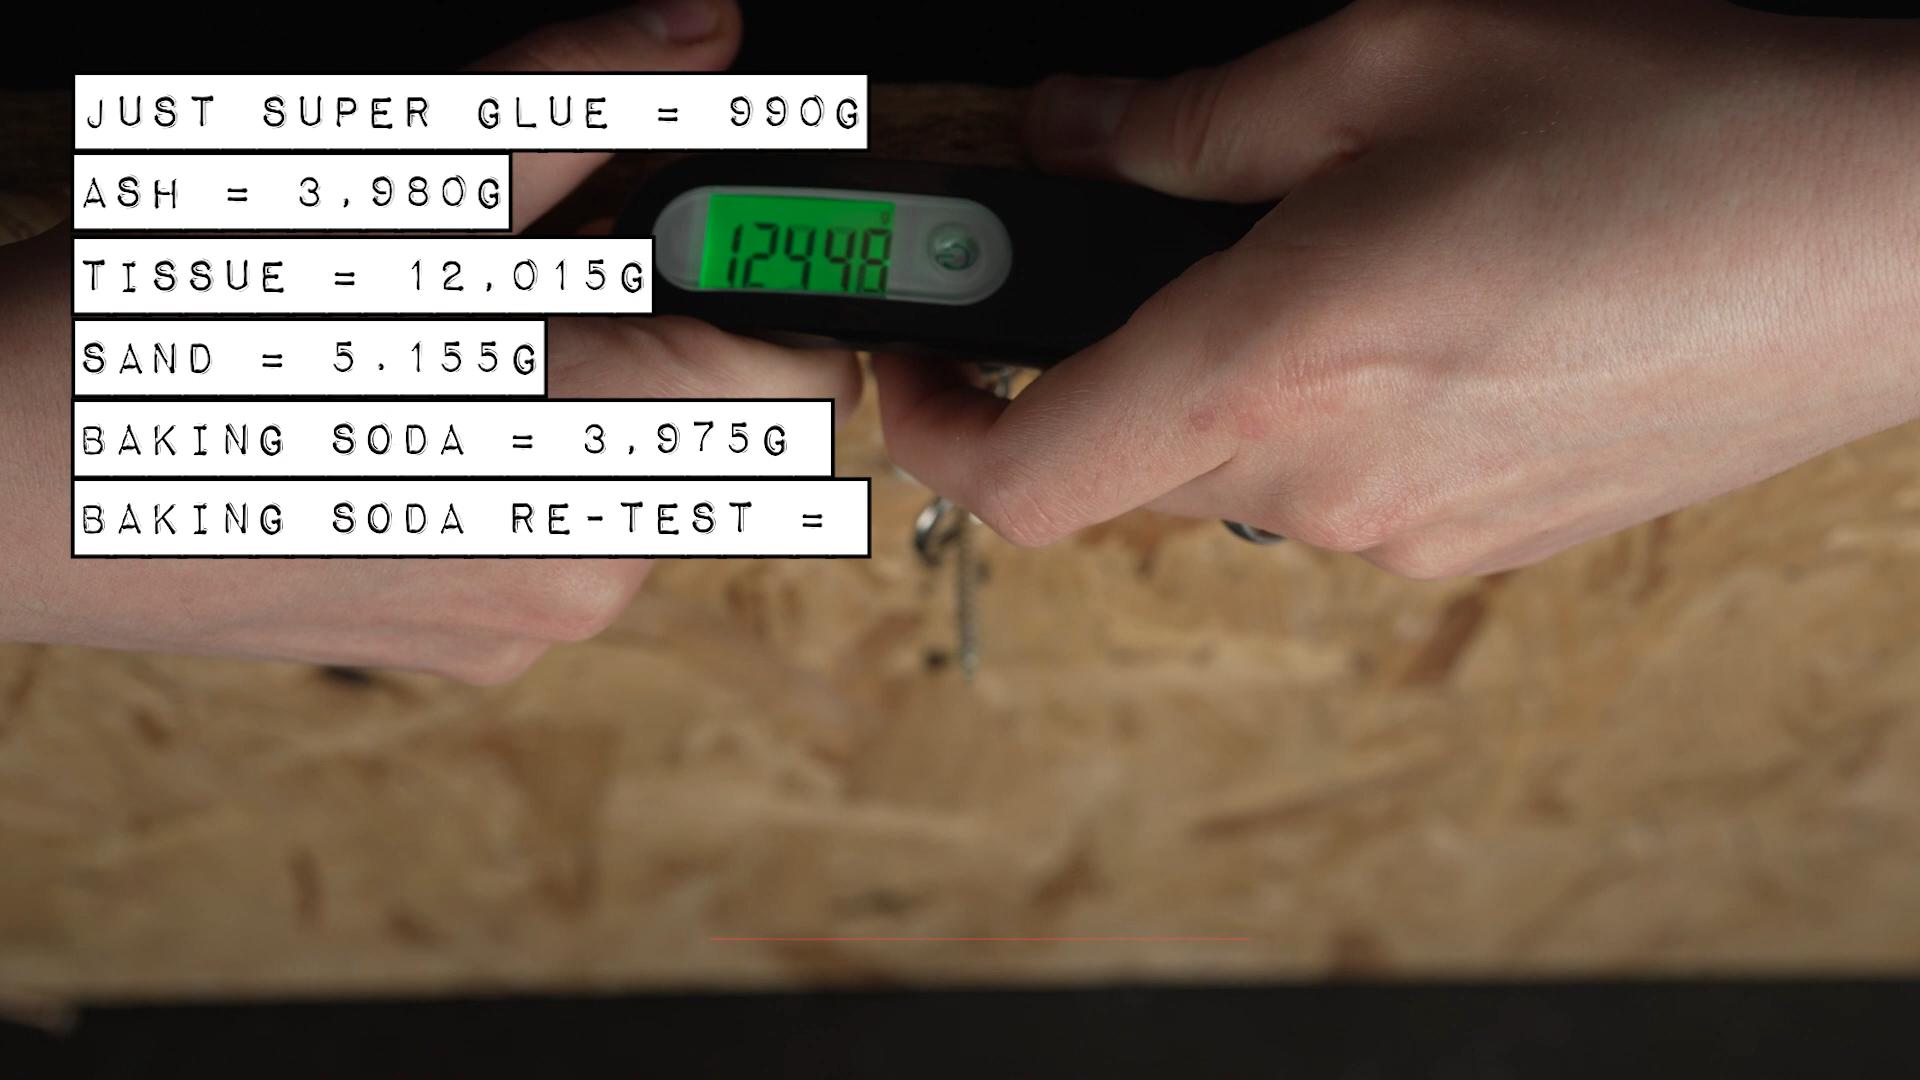 JUST SUPER GLUE = 990G
ASH = 3,980G
TISSUE = 12,015G
SAND = 5.155G
BAKING SODA = 3,975G
BAKING SODA RE-TEST =
12448